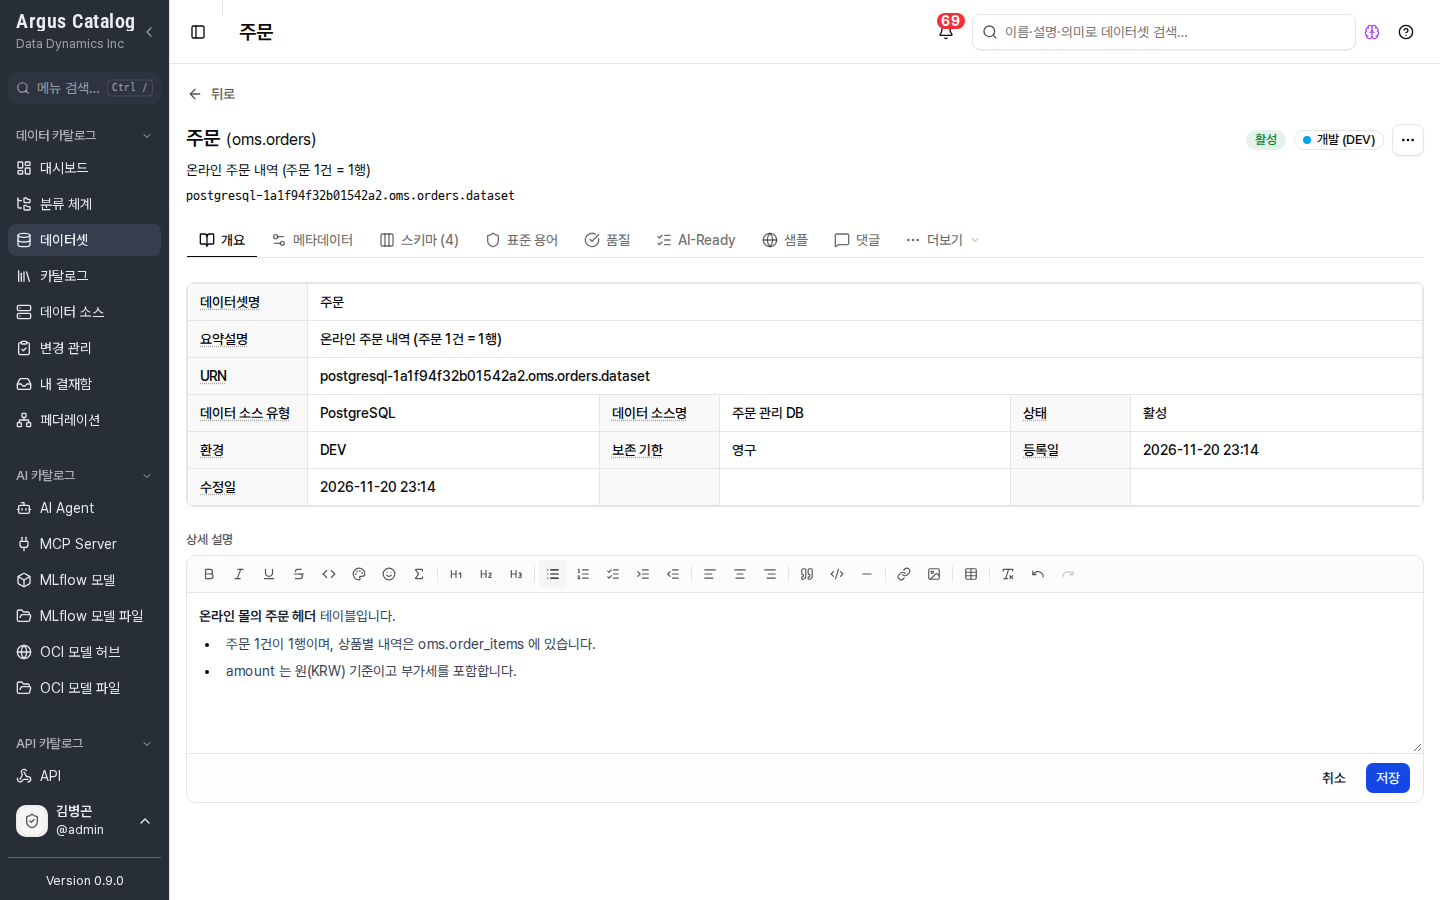 Argus Catalog
Data Dynamics Inc
메뉴 검색... Ctrl /
데이터 카탈로그
대시보드
분류 체계
데이터셋
카탈로그
데이터 소스
변경 관리
내 결재함
페더레이션
AI 카탈로그
AI Agent
MCP Server
MLflow 모델
MLflow 모델 파일
OCI 모델 허브
OCI 모델 파일
API 카탈로그
API
김병곤
@admin
Version 0.9.0
주문
69
이름·설명·의미로 데이터셋 검색...
뒤로
주문 (oms.orders)
활성 개발 (DEV)
온라인 주문 내역 (주문 1건 = 1행)
postgresql-1a1f94f32b01542a2.oms.orders.dataset
개요 메타데이터 스키마 (4) 표준 용어 품질 AI-Ready 샘플 댓글 더보기
데이터셋명 주문
요약설명 온라인 주문 내역 (주문 1건 = 1행)
URN postgresql-1a1f94f32b01542a2.oms.orders.dataset
데이터 소스 유형 PostgreSQL 데이터 소스명 주문 관리 DB 상태 활성
환경 DEV 보존 기한 영구 등록일 2026-11-20 23:14
수정일 2026-11-20 23:14
상세 설명
B I U S H1 H2 H3
온라인 몰의 주문 헤더 테이블입니다.
• 주문 1건이 1행이며, 상품별 내역은 oms.order_items 에 있습니다.
• amount 는 원(KRW) 기준이고 부가세를 포함합니다.
취소 저장